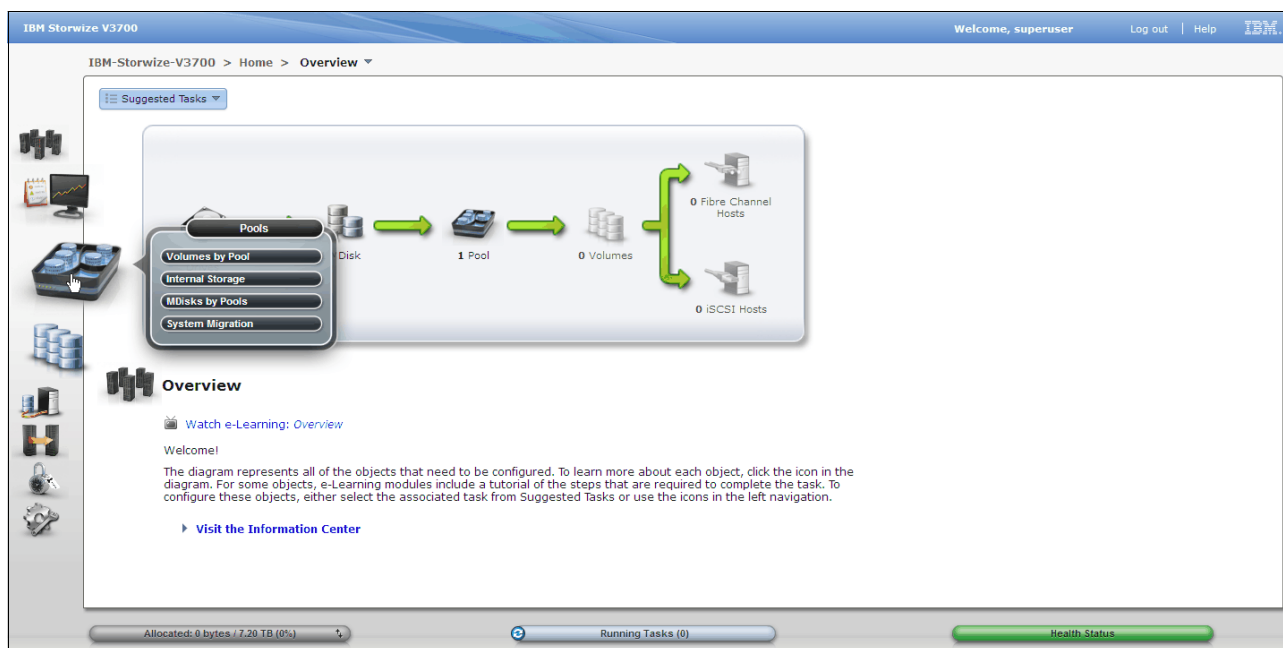 IBM Storwize V3700
Welcome, superuser
Log out | Help
IBM.
IBM-Storwize-V3700 > Home > Overview
Suggested Tasks
0 Fibre Channel
Hosts
Pools
Volumes by Pool
Internal Storage
MDisks by Pools
System Migration
Disk
1 Pool
0 Volumes
0 iSCSI Hosts
Overview
Watch e-Learning: Overview
Welcome!
The diagram represents all of the objects that need to be configured. To learn more about each object, click the icon in the
diagram. For some objects, e-Learning modules include a tutorial of the steps that are required to complete the task. To
configure these objects, either select the associated task from Suggested Tasks or use the icons in the left navigation.
Visit the Information Center
Allocated: 0 bytes / 7.20 TB (0%)
Running Tasks (0)
Health Status